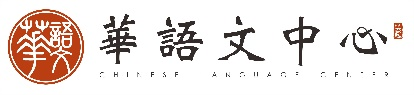 華語文中心
CHINESE LANGUAGE CENTER